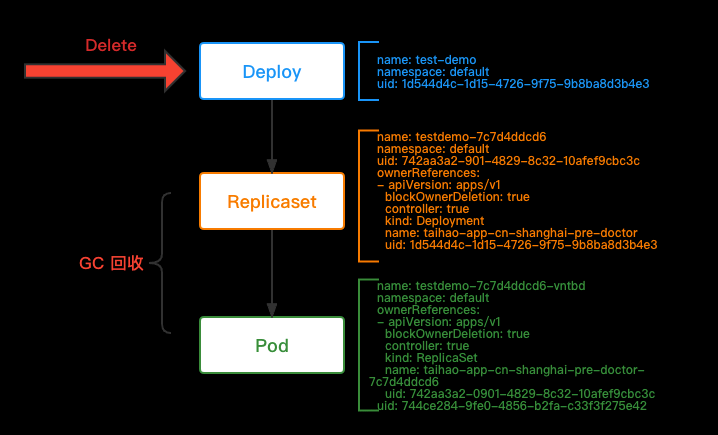 Delete
Deploy
name: test-demo
namespace: default
uid: 1d544d4c-1d15-4726-9f75-9b8ba8d3b4e3
Replicaset
name: testdemo-7c7d4ddcd6
namespace: default
uid: 742aa3a2-901-4829-8c32-10afef9cbc3c
ownerReferences:
- apiVersion: apps/v1
blockOwnerDeletion: true
controller: true
kind: Deployment
name: taihao-app-cn-shanghai-pre-doctor
uid: 1d544d4c-1d15-4726-9f75-9b8ba8d3b4e3
GC 回收
Pod
name: testdemo-7c7d4ddcd6-vntbd
namespace: default
ownerReferences:
- apiVersion: apps/v1
blockOwnerDeletion: true
controller: true
kind: ReplicaSet
name: taihao-app-cn-shanghai-pre-doctor-
7c7d4ddcd6
uid: 742aa3a2-0901-4829-8c32-10afef9cbc3c
uid: 744ce284-9fe0-4856-b2fa-c33f3f275e42